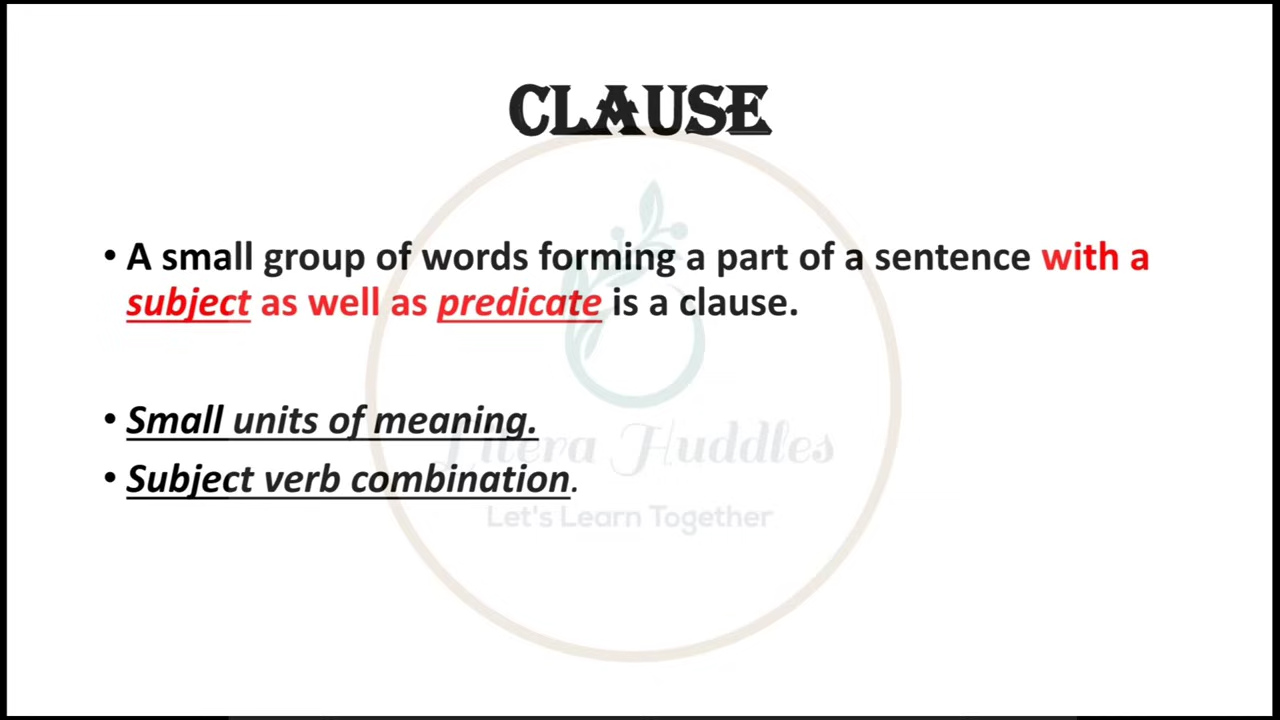 CLAUSE
• A small group of words forming a part of a sentence with a
subject as well as predicate is a clause.
• Small units of meaning.
Litera Huddles
• Subject verb combination.
Let's Learn Together